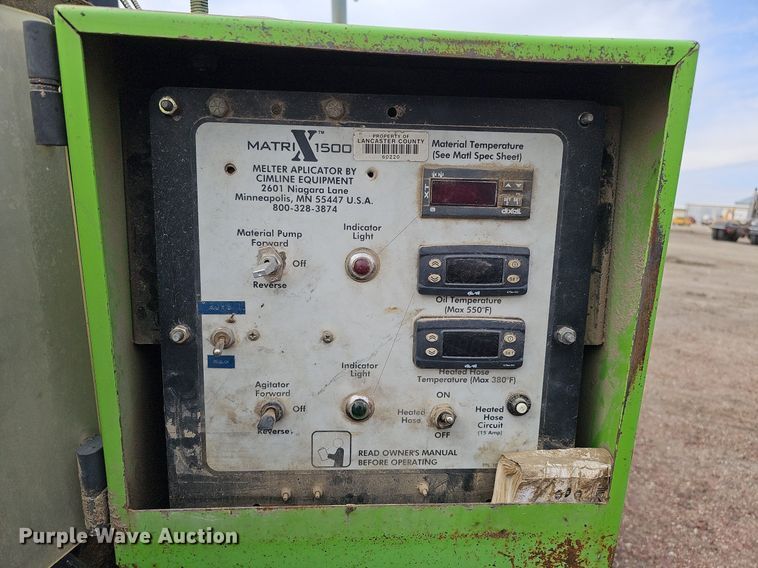 MATRIX1500™
PROPERTY OF
LANCASTER COUNTY
60220
Material Temperature
(See Matl Spec Sheet)
MELTER APLICATOR BY
CIMLINE EQUIPMENT
2601 Niagara Lane
Minneapolis, MN 55447 U.S.A.
800-328-3874
XT
dixell
Material Pump
Forward
Off
Reverse
Indicator
Light
Oil Temperature
(Max 550°F)
Heated Hose
Temperature (Max 380°F)
Agitator
Forward
Off
Reverse
Indicator
Light
ON
Heated
Hose
OFF
Heated
Hose
Circuit
(15 Amp)
READ OWNER'S MANUAL
BEFORE OPERATING
Purple Wave Auction